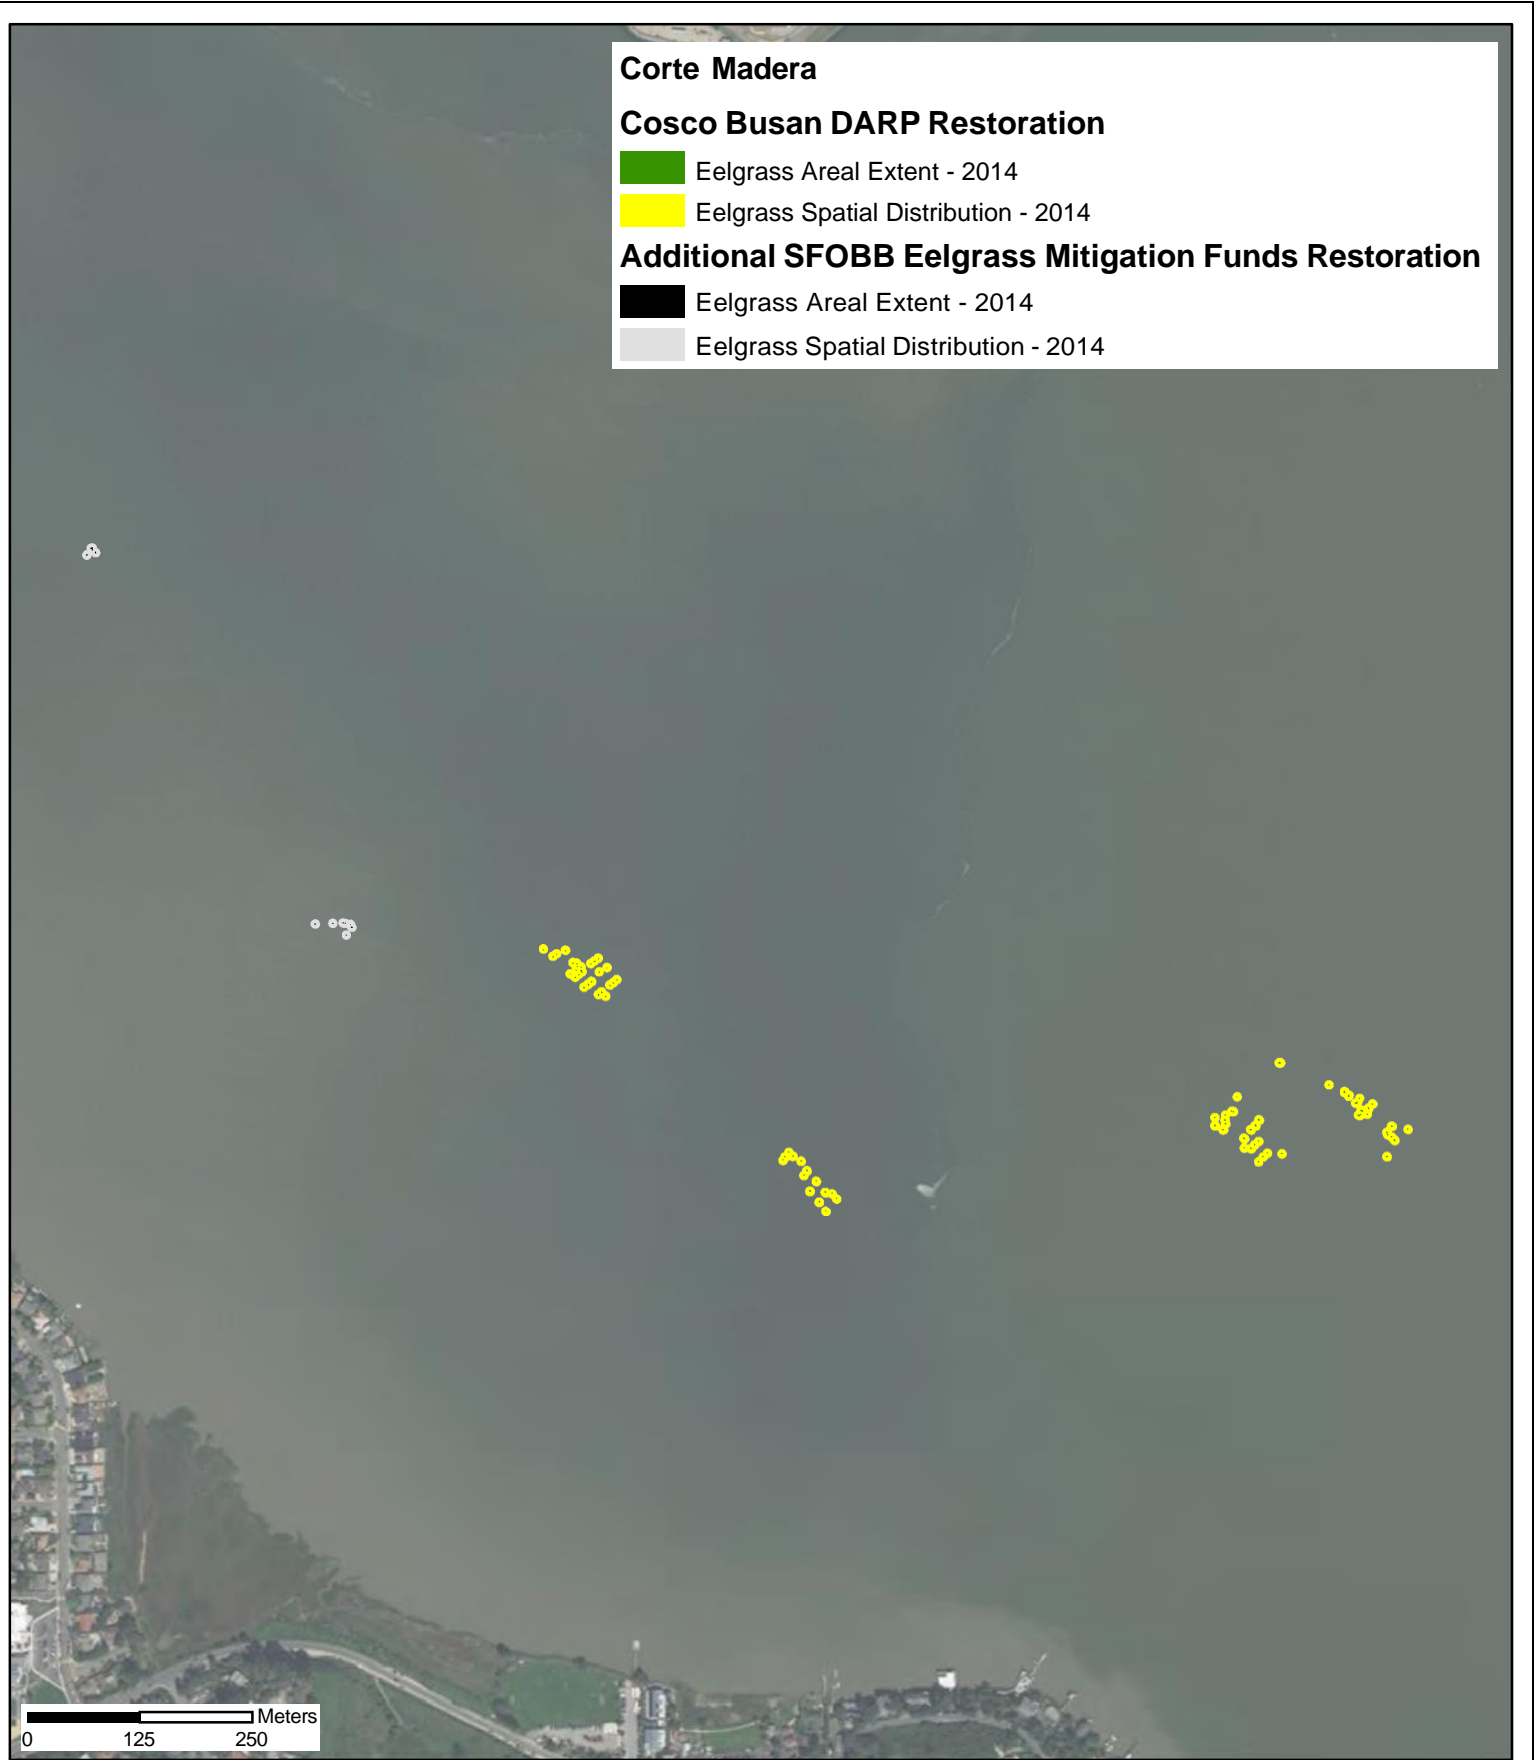 Corte Madera
Cosco Busan DARP Restoration
Eelgrass Areal Extent - 2014
Eelgrass Spatial Distribution - 2014
Additional SFOBB Eelgrass Mitigation Funds Restoration
Eelgrass Areal Extent - 2014
Eelgrass Spatial Distribution - 2014
Meters
0 125 250